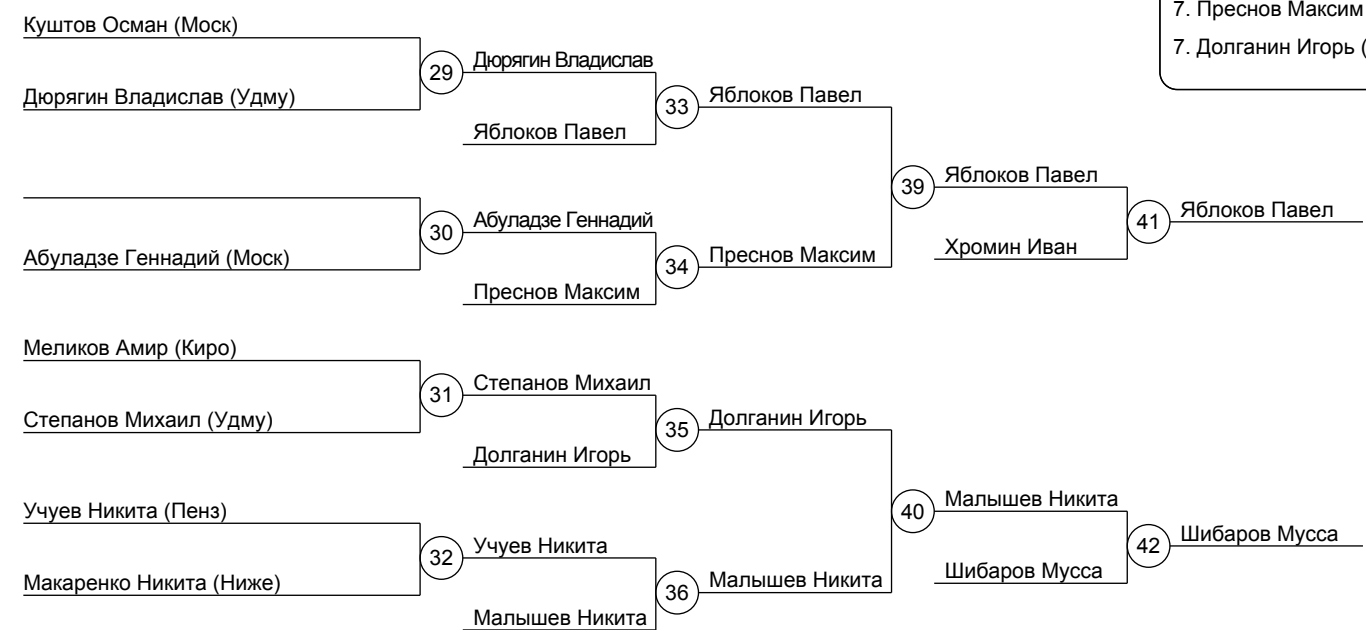 7. Преснов Максим
7. Долганин Игорь (
Куштов Осман (Моск)
29
Дюрягин Владислав
Дюрягин Владислав (Удму)
33
Яблоков Павел
Яблоков Павел
39
Яблоков Павел
30
Абуладзе Геннадий
Абуладзе Геннадий (Моск)
34
Преснов Максим
Преснов Максим
Хромин Иван
41
Яблоков Павел
Меликов Амир (Киро)
31
Степанов Михаил
Степанов Михаил (Удму)
35
Долганин Игорь
Долганин Игорь
40
Малышев Никита
Учуев Никита (Пенз)
32
Учуев Никита
Макаренко Никита (Ниже)
36
Малышев Никита
Малышев Никита
Шибаров Мусса
42
Шибаров Мусса